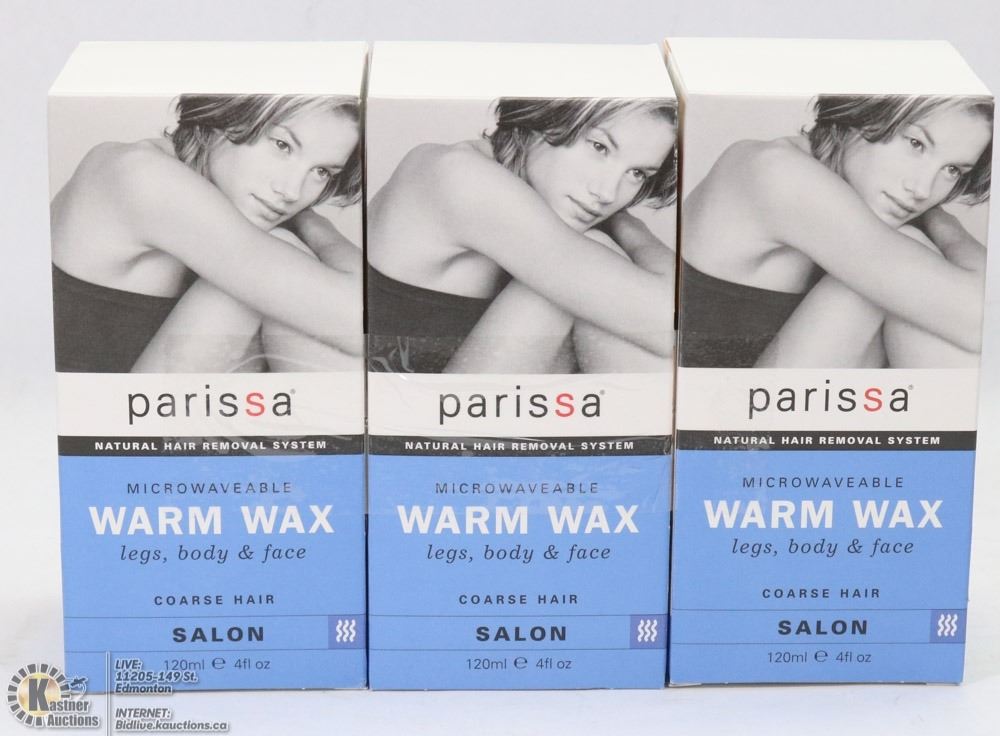 parissa®
NATURAL HAIR REMOVAL SYSTEM
MICROWAVEABLE
WARM WAX
legs, body & face
COARSE HAIR
SALON
120ml ℮ 4fl oz
parissa®
NATURAL HAIR REMOVAL SYSTEM
MICROWAVEABLE
WARM WAX
legs, body & face
COARSE HAIR
SALON
120ml ℮ 4fl oz
parissa®
NATURAL HAIR REMOVAL SYSTEM
MICROWAVEABLE
WARM WAX
legs, body & face
COARSE HAIR
SALON
120ml ℮ 4fl oz
Kastner
Auctions
LIVE:
11205-149 St.
Edmonton
INTERNET:
Bidlive.kauctions.ca